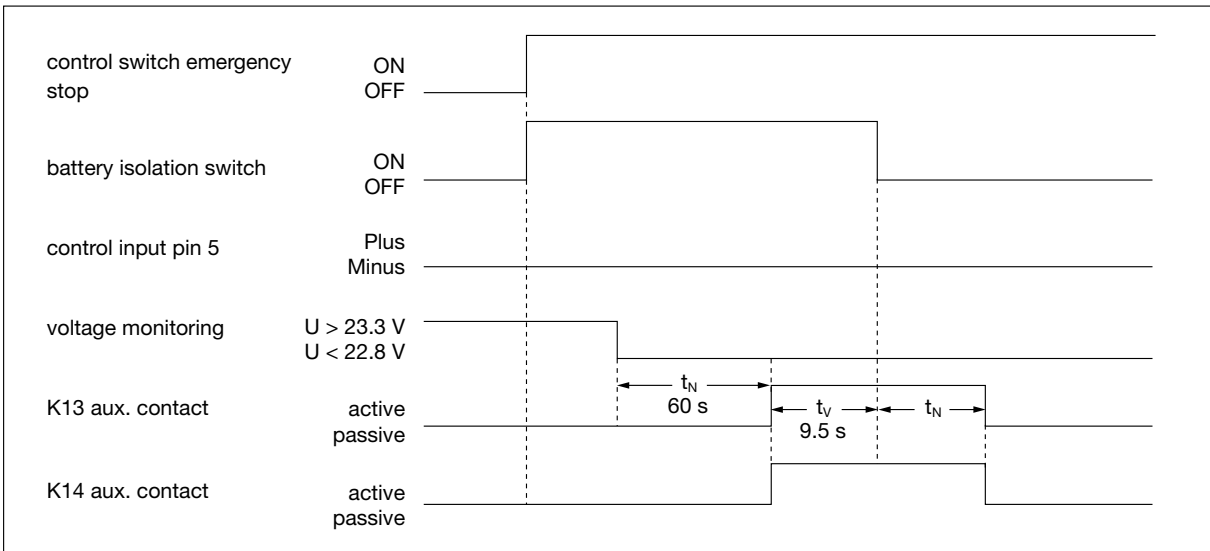 control switch emergency
stop
ON
OFF
battery isolation switch
ON
OFF
control input pin 5
Plus
Minus
voltage monitoring
U > 23.3 V
U < 22.8 V
K13 aux. contact
active
passive
tN
60 s
tV
9.5 s
tN
K14 aux. contact
active
passive